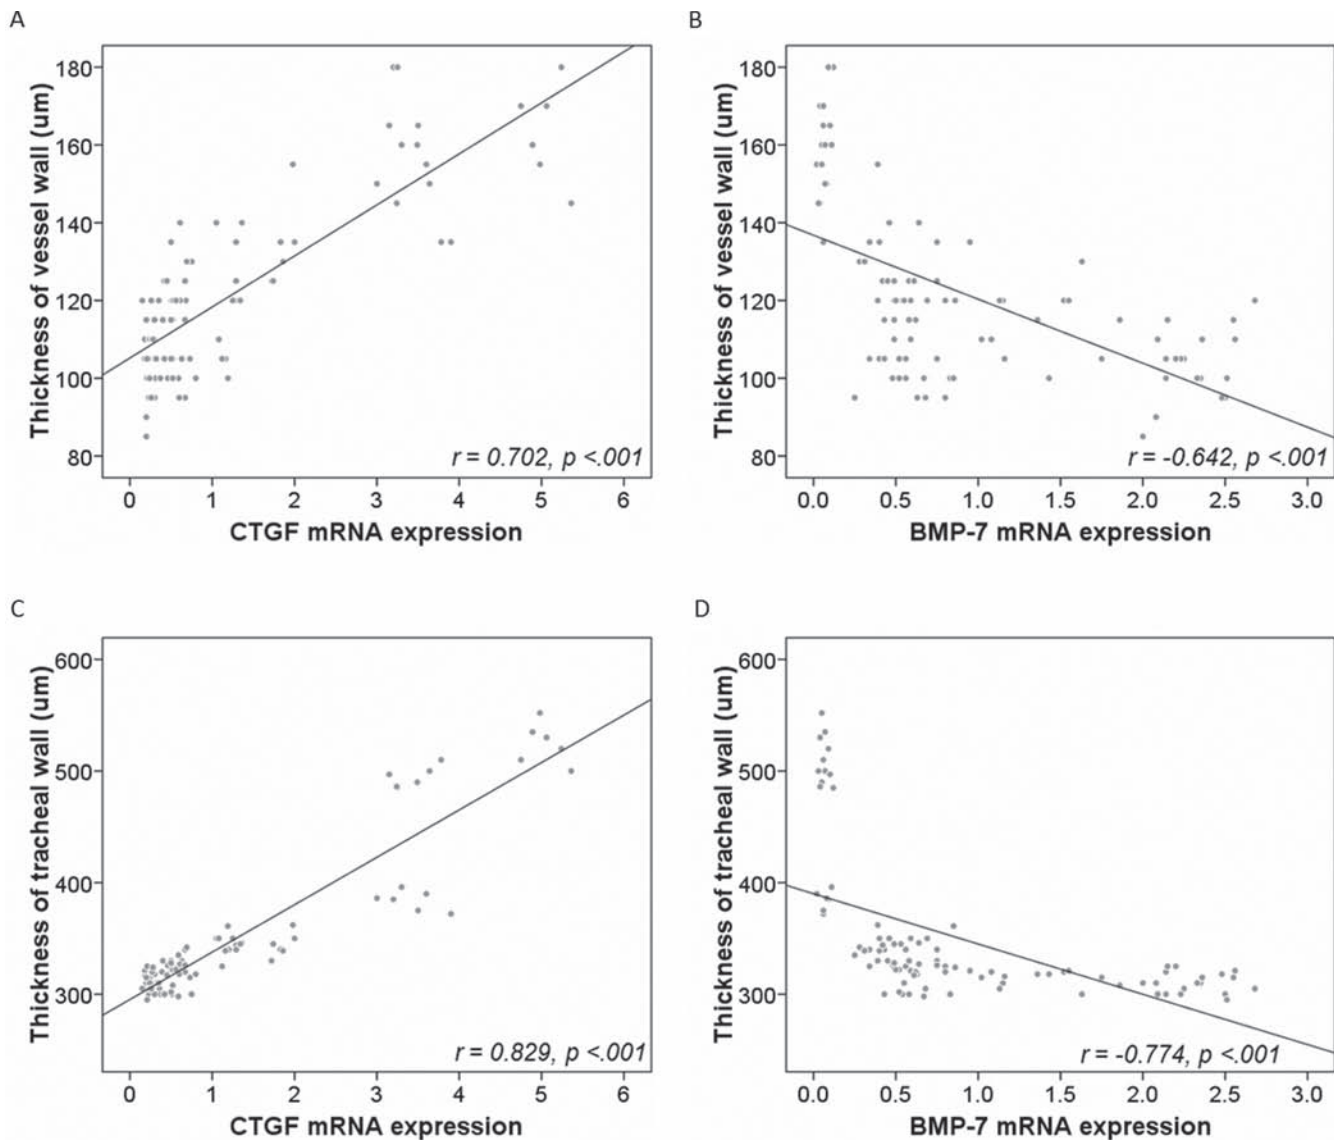 A
Thickness of vessel wall (um)
180
160
140
120
100
80
r = 0.702, p <.001
0 1 2 3 4 5 6
CTGF mRNA expression
B
Thickness of vessel wall (um)
180
160
140
120
100
80
r = -0.642, p <.001
0.0 0.5 1.0 1.5 2.0 2.5 3.0
BMP-7 mRNA expression
C
Thickness of tracheal wall (um)
600
500
400
300
r = 0.829, p <.001
0 1 2 3 4 5 6
CTGF mRNA expression
D
Thickness of tracheal wall (um)
600
500
400
300
r = -0.774, p <.001
0.0 0.5 1.0 1.5 2.0 2.5 3.0
BMP-7 mRNA expression